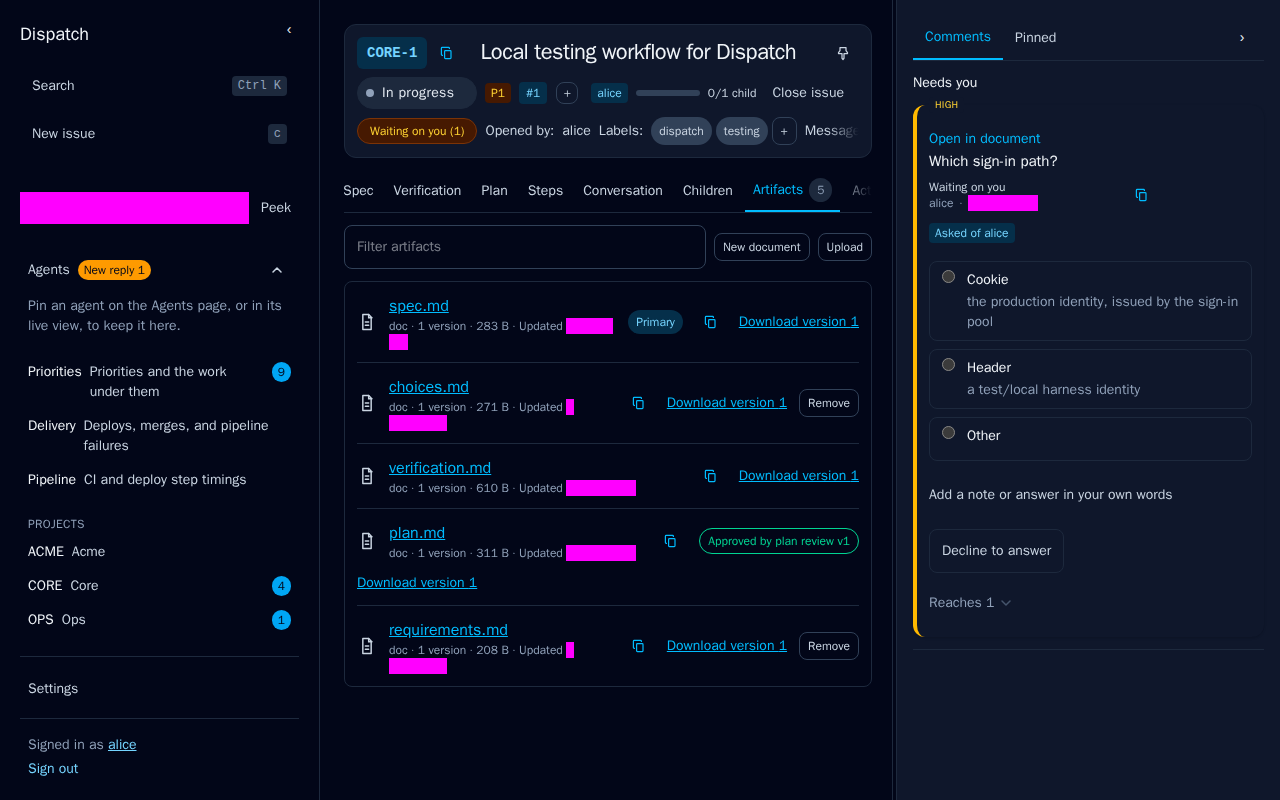 Dispatch
Search
Ctrl K
New issue
C
Peek
Agents
New reply 1
Pin an agent on the Agents page, or in its
live view, to keep it here.
Priorities
Priorities and the work
under them
9
Delivery
Deploys, merges, and pipeline
failures
Pipeline
CI and deploy step timings
PROJECTS
ACME Acme
CORE Core
4
OPS Ops
1
Settings
Signed in as alice
Sign out
CORE-1
Local testing workflow for Dispatch
In progress
P1
#1
+
alice
0/1 child
Close issue
Waiting on you (1)
Opened by: alice
Labels:
dispatch
testing
+
Message
Spec
Verification
Plan
Steps
Conversation
Children
Artifacts 5
Act
Filter artifacts
New document
Upload
spec.md
doc · 1 version · 283 B · Updated
Primary
Download version 1
choices.md
doc · 1 version · 271 B · Updated
Download version 1
Remove
verification.md
doc · 1 version · 610 B · Updated
Download version 1
plan.md
doc · 1 version · 311 B · Updated
Approved by plan review v1
Download version 1
requirements.md
doc · 1 version · 208 B · Updated
Download version 1
Remove
Comments
Pinned
Needs you
HIGH
Open in document
Which sign-in path?
Waiting on you
alice ·
Asked of alice
Cookie
the production identity, issued by the sign-in
pool
Header
a test/local harness identity
Other
Add a note or answer in your own words
Decline to answer
Reaches 1